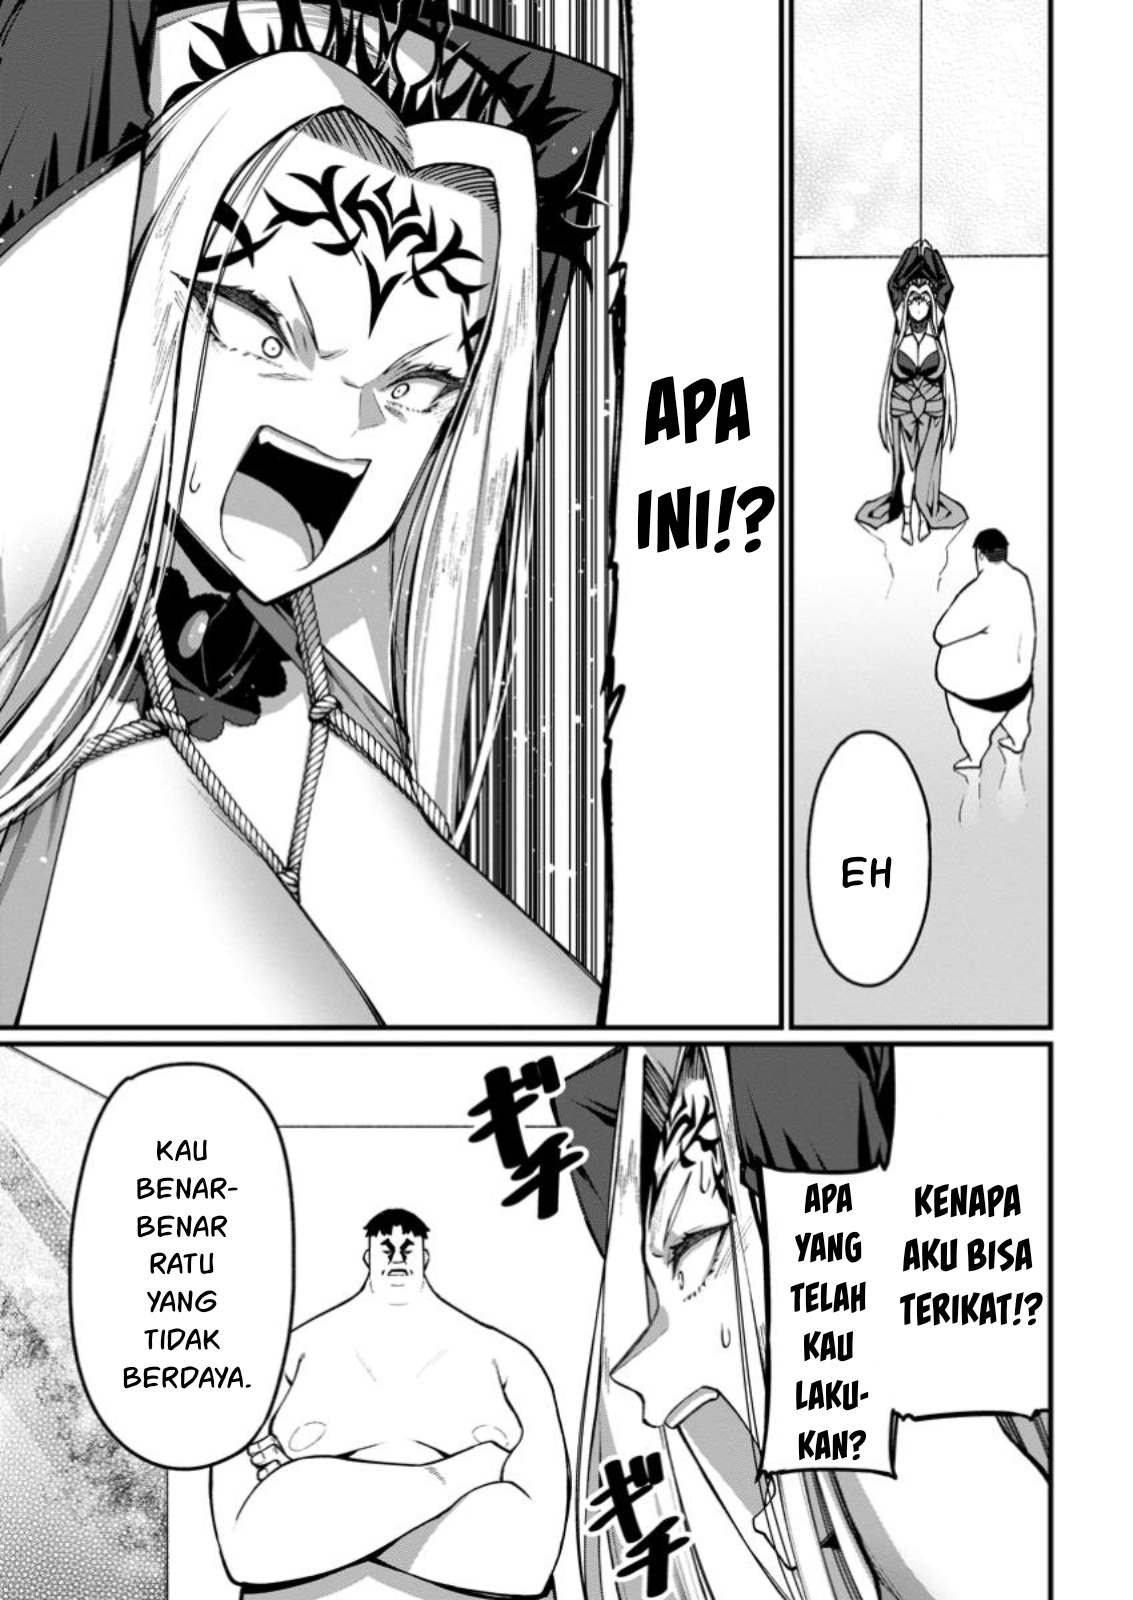 EH
APA
INI!?
KENAPA
AKU BISA
TERIKAT!?
APA
YANG
TELAH
KAU
LAKU-
KAN?
ギチ
ギチ
KAU
BENAR-
BENAR
RATU
YANG
TIDAK
BERDAYA.